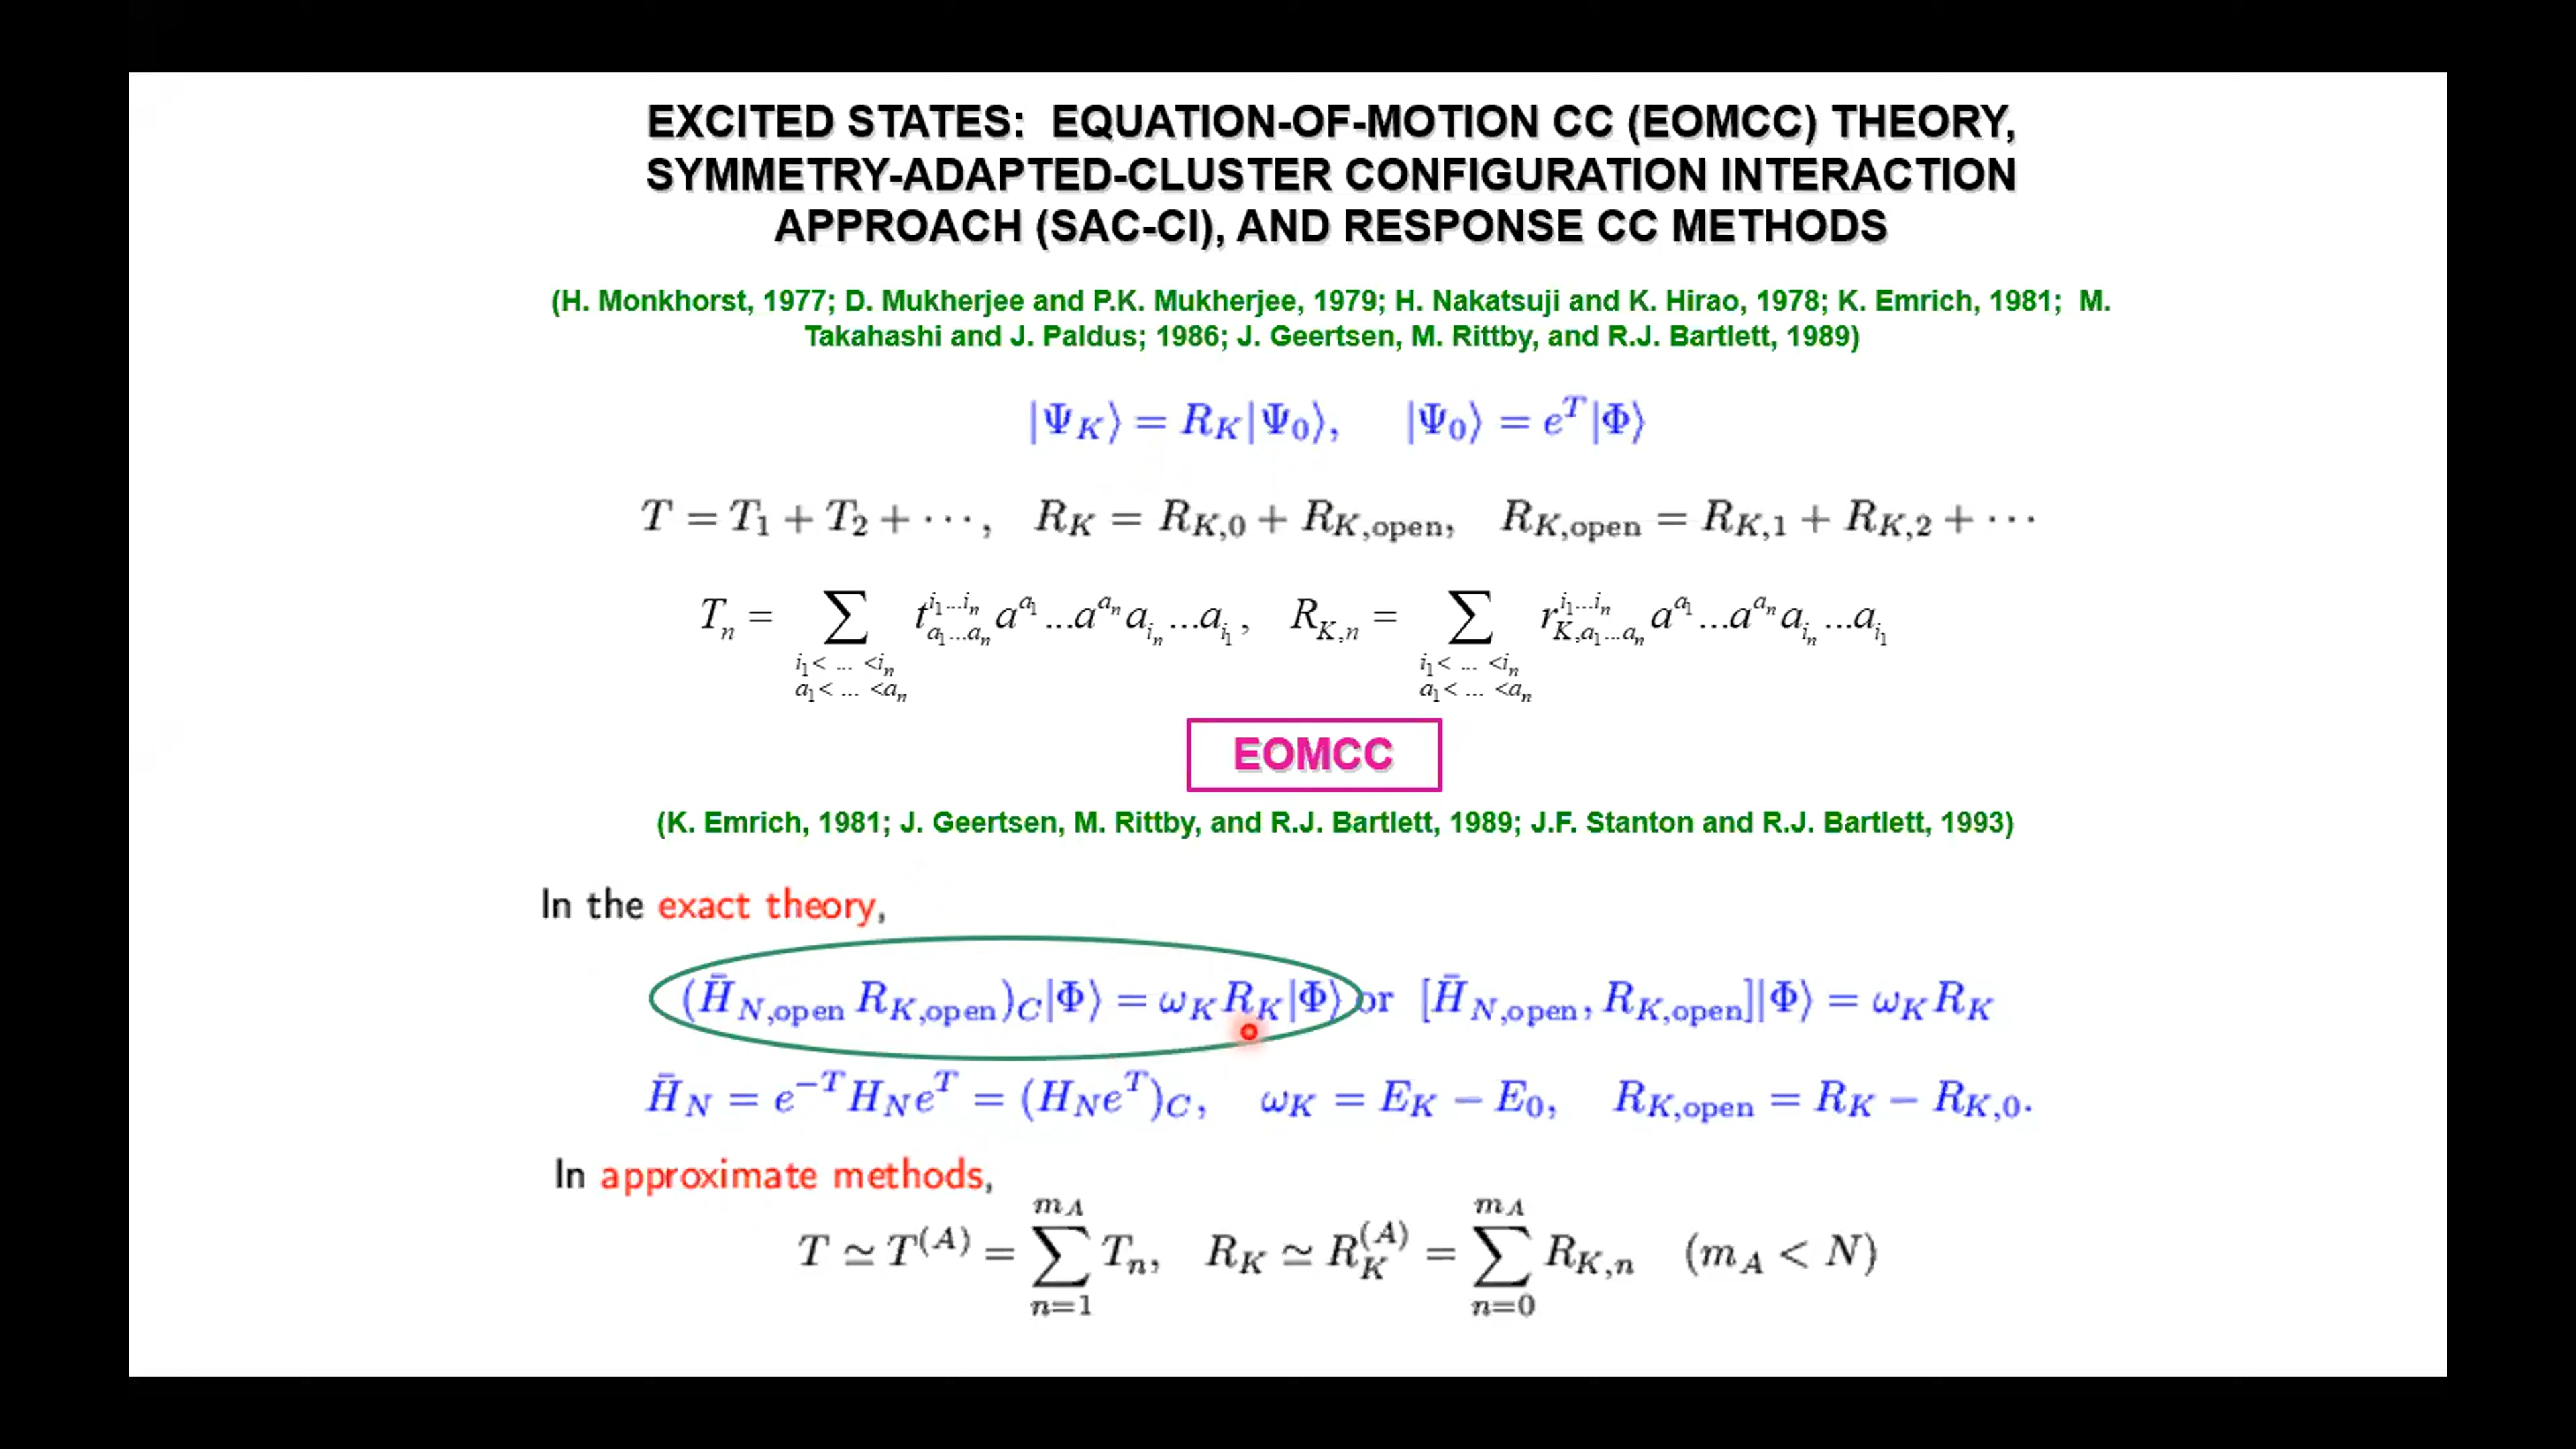 EXCITED STATES: EQUATION-OF-MOTION CC (EOMCC) THEORY,
SYMMETRY-ADAPTED-CLUSTER CONFIGURATION INTERACTION
APPROACH (SAC-CI), AND RESPONSE CC METHODS
(H. Monkhorst, 1977; D. Mukherjee and P.K. Mukherjee, 1979; H. Nakatsuji and K. Hirao, 1978; K. Emrich, 1981; M.
Takahashi and J. Paldus; 1986; J. Geertsen, M. Rittby, and R.J. Bartlett, 1989)
|Ψ_K⟩ = R_K|Ψ_0⟩, |Ψ_0⟩ = e^T|Φ⟩
T = T_1 + T_2 + ⋯, R_K = R_{K,0} + R_{K,open}, R_{K,open} = R_{K,1} + R_{K,2} + ⋯
T_n = ∑_{i_1< ... <i_n, a_1< ... <a_n} t^{i_1...i_n}_{a_1...a_n} a^{a_1}...a^{a_n} a_{i_n}...a_{i_1}, R_{K,n} = ∑_{i_1< ... <i_n, a_1< ... <a_n} r^{i_1...i_n}_{K,a_1...a_n} a^{a_1}...a^{a_n} a_{i_n}...a_{i_1}
EOMCC
(K. Emrich, 1981; J. Geertsen, M. Rittby, and R.J. Bartlett, 1989; J.F. Stanton and R.J. Bartlett, 1993)
In the exact theory,
(H̄_{N,open} R_{K,open})_C|Φ⟩ = ω_K R_K|Φ⟩ or [H̄_{N,open}, R_{K,open}]|Φ⟩ = ω_K R_K
H̄_N = e^{−T} H_N e^T = (H_N e^T)_C, ω_K = E_K − E_0, R_{K,open} = R_K − R_{K,0}.
In approximate methods,
T ≃ T^{(A)} = ∑_{n=1}^{m_A} T_n, R_K ≃ R_K^{(A)} = ∑_{n=0}^{m_A} R_{K,n} (m_A < N)